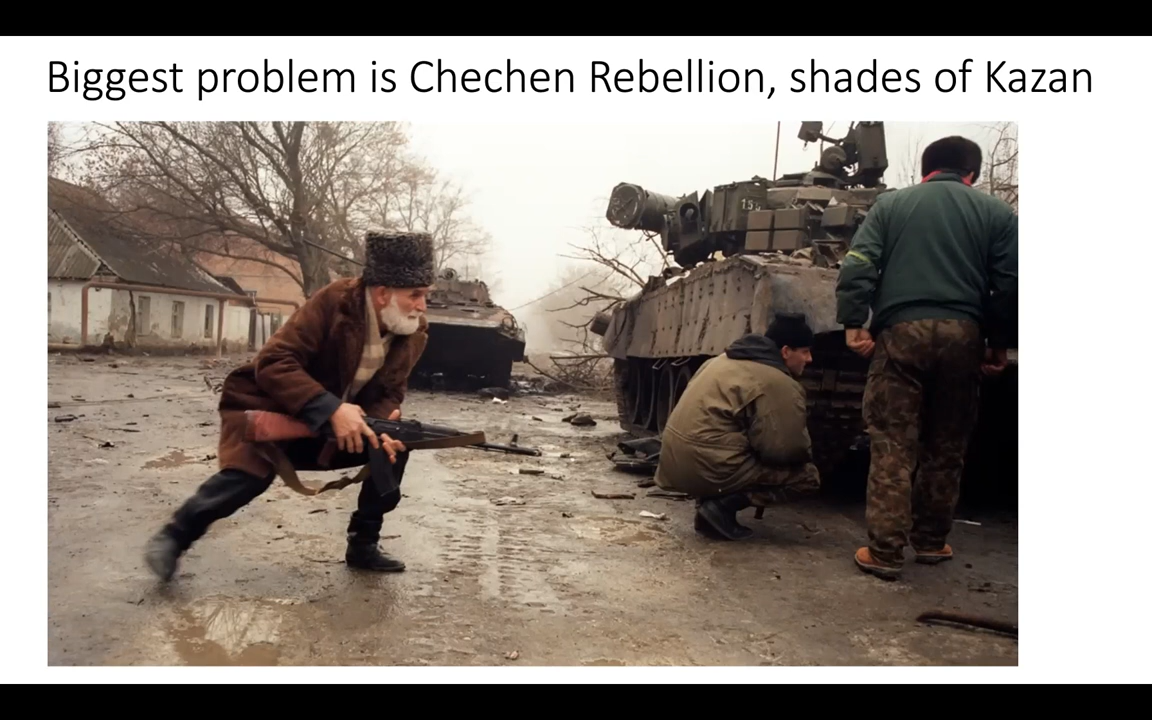 Biggest problem is Chechen Rebellion, shades of Kazan